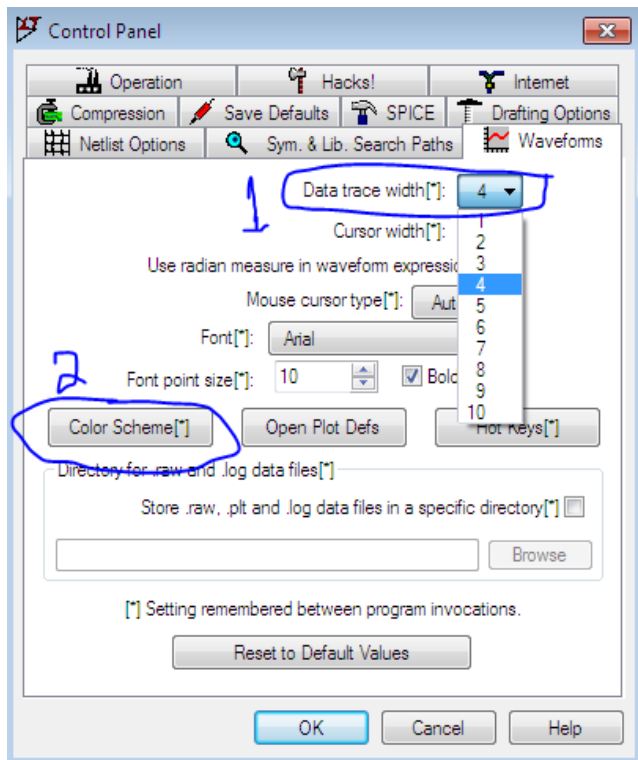 Control Panel
Operation Hacks! Internet
Compression Save Defaults SPICE Drafting Options
Netlist Options Sym. & Lib. Search Paths Waveforms
1 Data trace width[*]: 4
1
Cursor width[*]: 2
Use radian measure in waveform 3
4
Mouse cursor type[*]: 5
Font[*]: Arial 6
7
2 Font point size[*]: 10 8
9
10
Color Scheme[*] Open Plot Defs Hot Keys[*]
Directory for .raw and .log data files[*]
Store .raw, .plt and .log data files in a specific directory[*]
Browse
[*] Setting remembered between program invocations.
Reset to Default Values
OK Cancel Help